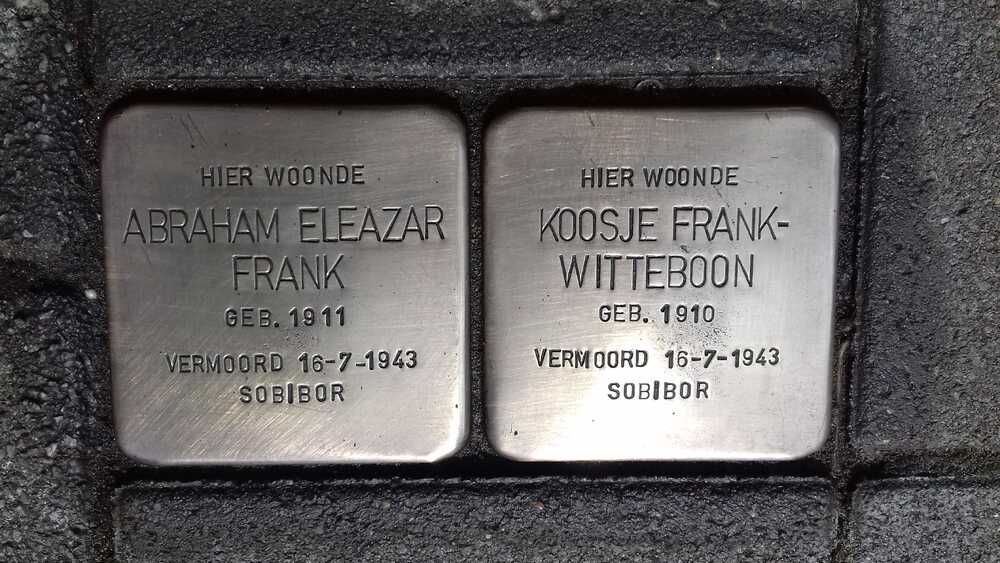 HIER WOONDE
ABRAHAM ELEAZAR
FRANK
GEB. 1911
VERMOORD 16-7-1943
SOBIBOR
HIER WOONDE
KOOSJE FRANK-
WITTEBOON
GEB. 1910
VERMOORD 16-7-1943
SOBIBOR